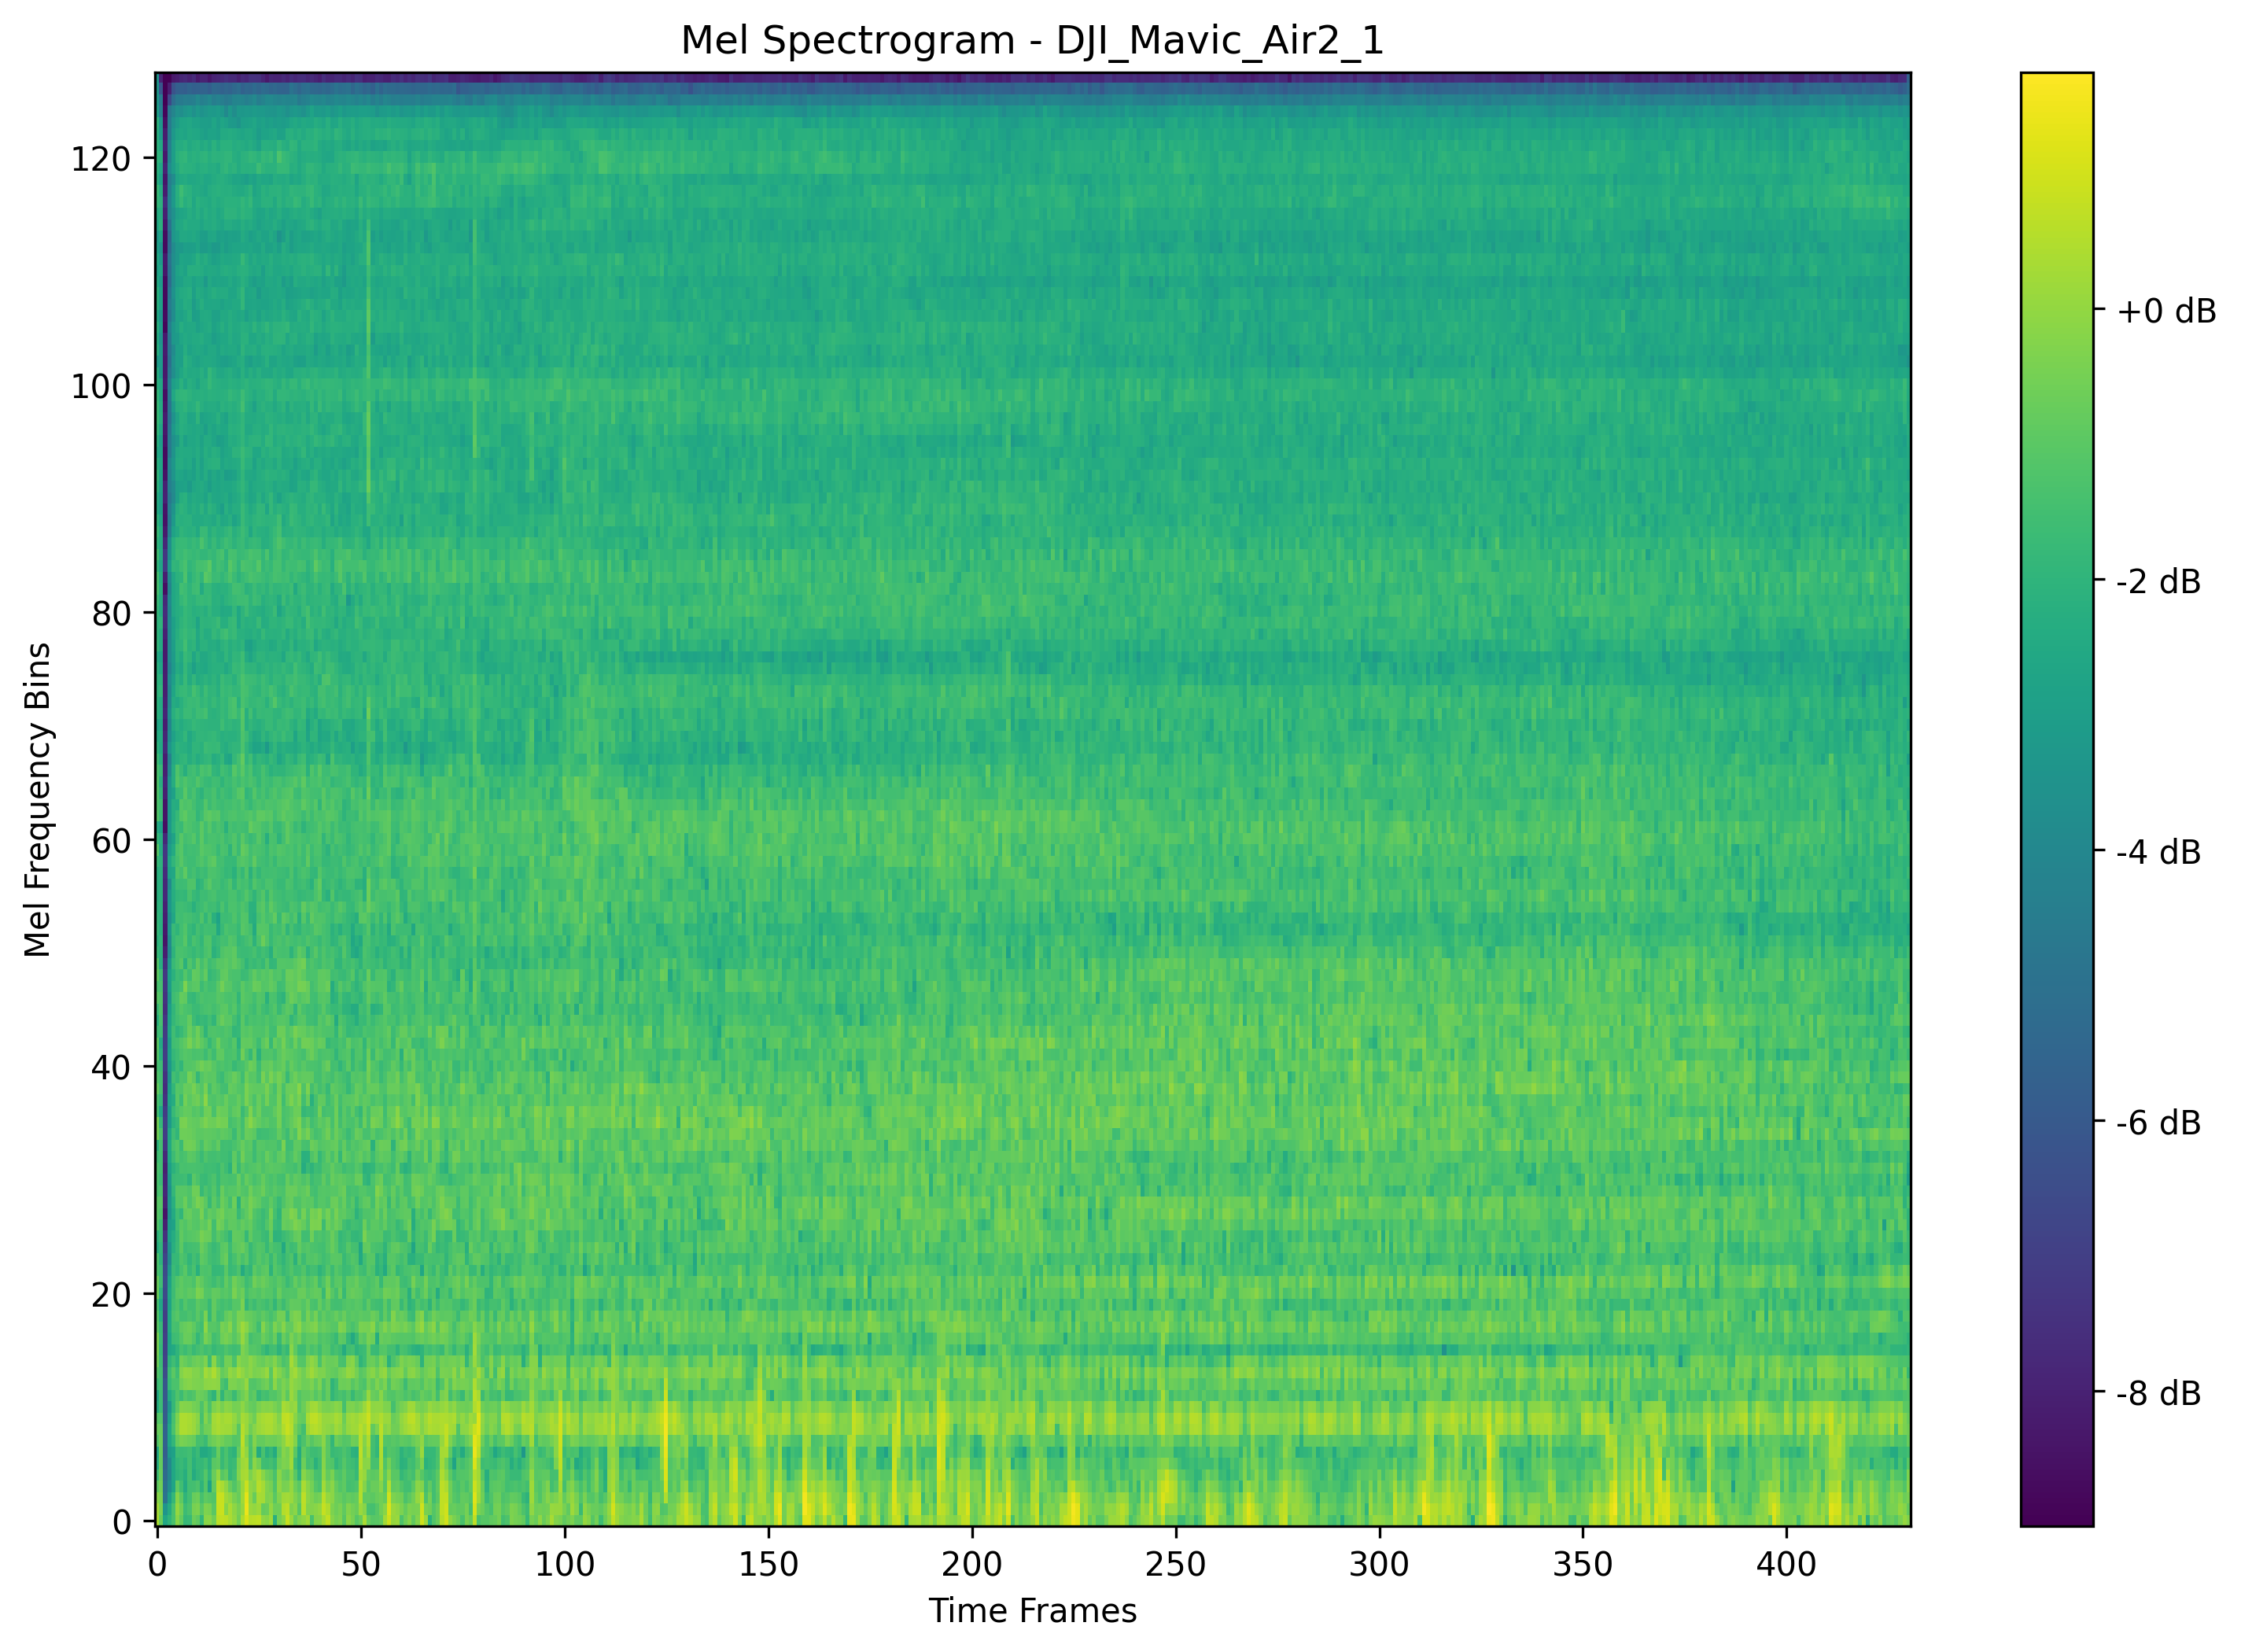 Mel Spectrogram - DJI_Mavic_Air2_1
Mel Frequency Bins
120
100
80
60
40
20
0
0 50 100 150 200 250 300 350 400
Time Frames
+0 dB
-2 dB
-4 dB
-6 dB
-8 dB